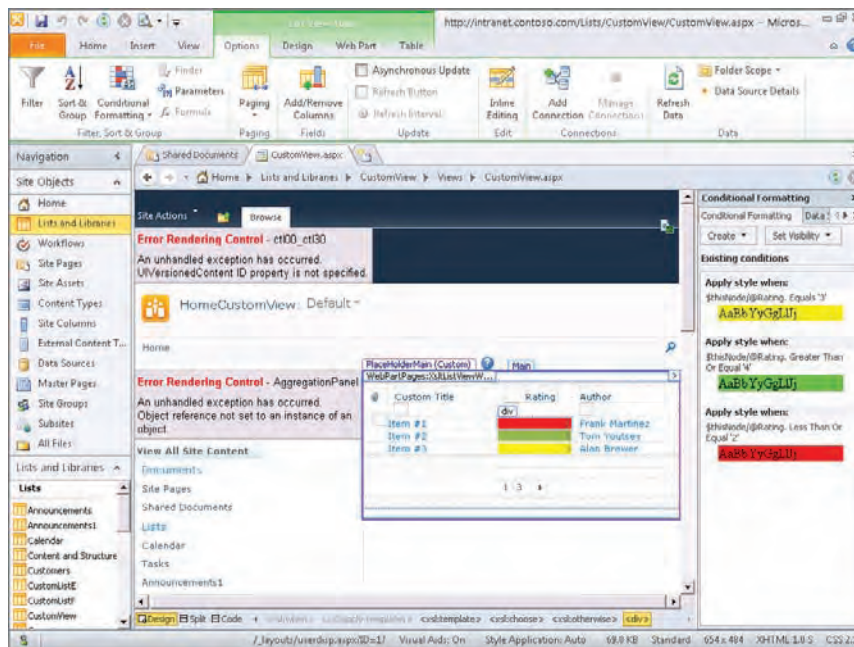 List View Tools
http://intranet.contoso.com/Lists/CustomView/CustomView.aspx – Micros...
File Home Insert View Options Design Web Part Table
Filter
Sort & Group
Conditional Formatting
Finder
Parameters
Formula
Filter, Sort & Group
Paging
Paging
Add/Remove Columns
Fields
Asynchronous Update
Refresh Button
Refresh Interval
Update
Inline Editing
Edit
Add Connection
Manage Connections
Connections
Refresh Data
Folder Scope
Data Source Details
Data
Navigation
Site Objects
Home
Lists and Libraries
Workflows
Site Pages
Site Assets
Content Types
Site Columns
External Content T...
Data Sources
Master Pages
Site Groups
Subsites
All Files
Lists and Libraries
Lists
Announcements
Announcements1
Calendar
Content and Structure
Customers
CustomListE
CustomListF
CustomView
Shared Documents CustomView.aspx
Home Lists and Libraries CustomView Views CustomView.aspx
Site Actions Browse
Error Rendering Control - ctl00_ctl30
An unhandled exception has occurred.
UIVersionedContent ID property is not specified.
HomeCustomView: Default
Home
Error Rendering Control - AggregationPanel
An unhandled exception has occurred.
Object reference not set to an instance of an
object.
View All Site Content
Documents
Site Pages
Shared Documents
Lists
Calendar
Tasks
Announcements1
PlaceHolderMain (Custom) Main
WebPartPages:XsltListViewW...
Custom Title Rating Author
div
Item #1 Frank Martinez
Item #2
Item #3 Alan Brewer
1 3
Conditional Formatting
Conditional Formatting Data
Create Set Visibility
Existing conditions
Apply style when:
$thisNode/@Rating. Equals '3'
AaBbYyGgLlJj
Apply style when:
$thisNode/@Rating. Greater Than
Or Equal '4'
AaBbYyGgLlJj
Apply style when:
$thisNode/@Rating. Less Than Or
Equal '2'
AaBbYyGgLlJj
Design Split Code <xsl:template> <xsl:choose> <xsl:otherwise> <div>
/_layouts/userdisp.aspx?ID=1/ Visual Aids: On Style Application: Auto 69.8 KB Standard 654 x 484 XHTML 1.0 S CSS 2.